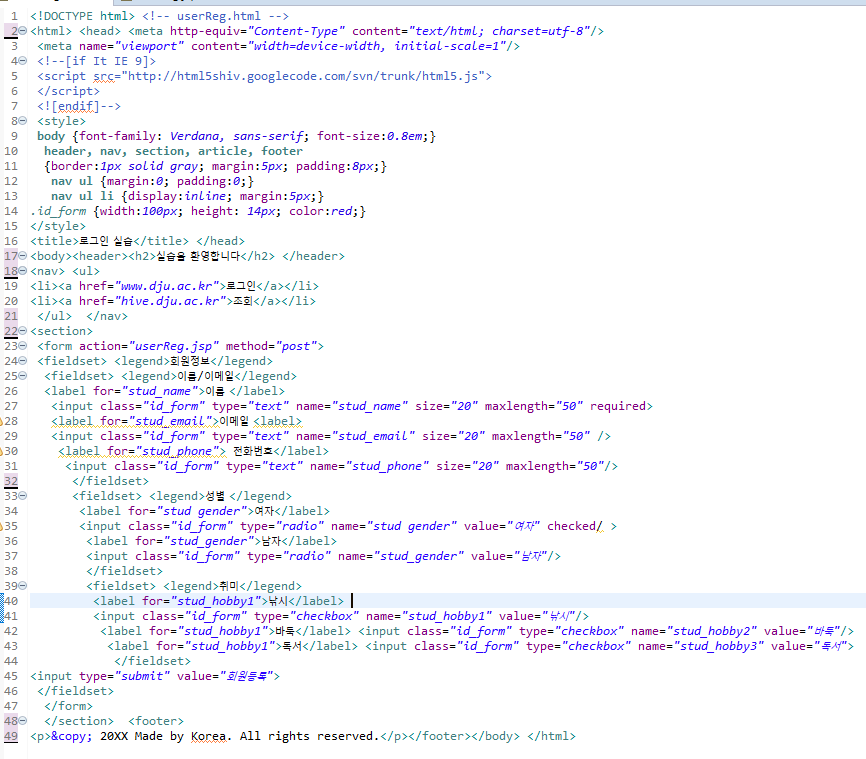 1 <!DOCTYPE html> <!-- userReg.html -->
2 <html> <head> <meta http-equiv="Content-Type" content="text/html; charset=utf-8"/>
3 <meta name="viewport" content="width=device-width, initial-scale=1"/>
4 <!--[if It IE 9]>
5 <script src="http://html5shiv.googlecode.com/svn/trunk/html5.js">
6 </script>
7 <![endif]-->
8 <style>
9 body {font-family: Verdana, sans-serif; font-size:0.8em;}
10 header, nav, section, article, footer
11 {border:1px solid gray; margin:5px; padding:8px;}
12 nav ul {margin:0; padding:0;}
13 nav ul li {display:inline; margin:5px;}
14 .id_form {width:100px; height: 14px; color:red;}
15 </style>
16 <title>로그인 실습</title> </head>
17 <body><header><h2>실습을 환영합니다</h2> </header>
18 <nav> <ul>
19 <li><a href="www.dju.ac.kr">로그인</a></li>
20 <li><a href="hive.dju.ac.kr">조회</a></li>
21 </ul>  </nav>
22 <section>
23 <form action="userReg.jsp" method="post">
24 <fieldset> <legend>회원정보</legend>
25 <fieldset> <legend>이름/이메일</legend>
26 <label for="stud_name">이름 </label>
27 <input class="id_form" type="text" name="stud_name" size="20" maxlength="50" required>
28 <label for="stud_email">이메일 <label>
29 <input class="id_form" type="text" name="stud_email" size="20" maxlength="50" />
30 <label for="stud_phone"> 전화번호</label>
31 <input class="id_form" type="text" name="stud_phone" size="20" maxlength="50"/>
32 </fieldset>
33 <fieldset> <legend>성별 </legend>
34 <label for="stud gender">여자</label>
35 <input class="id_form" type="radio" name="stud gender" value="여자" checked/ >
36 <label for="stud_gender">남자</label>
37 <input class="id_form" type="radio" name="stud_gender" value="남자"/>
38 </fieldset>
39 <fieldset> <legend>취미</legend>
40 <label for="stud_hobby1">낚시</label>
41 <input class="id_form" type="checkbox" name="stud_hobby1" value="낚시"/>
42 <label for="stud_hobby1">바둑</label> <input class="id_form" type="checkbox" name="stud_hobby2" value="바둑"/>
43 <label for="stud_hobby1">독서</label> <input class="id_form" type="checkbox" name="stud_hobby3" value="독서">
44 </fieldset>
45 <input type="submit" value="회원등록">
46 </fieldset>
47 </form>
48 </section>  <footer>
49 <p>&copy; 20XX Made by Korea. All rights reserved.</p></footer></body> </html>